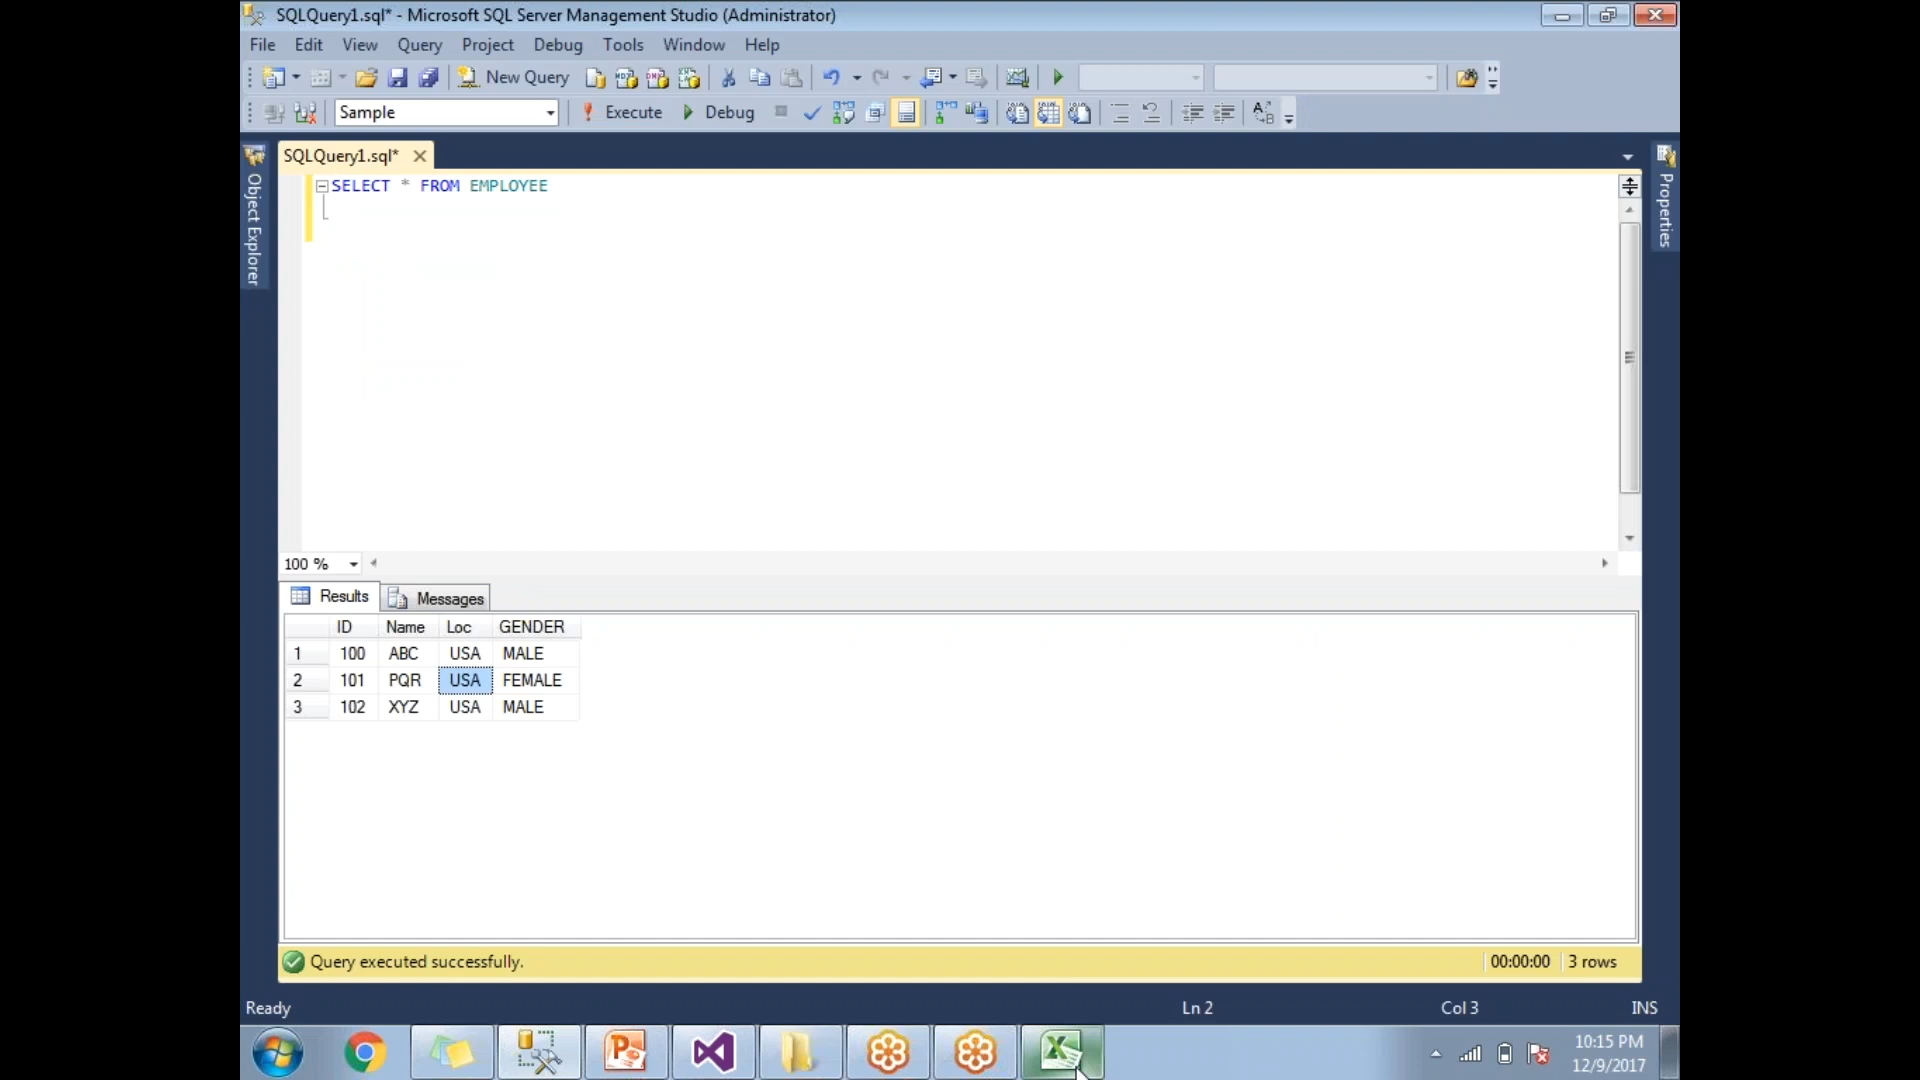 SQLQuery1.sql* - Microsoft SQL Server Management Studio (Administrator)
File Edit View Query Project Debug Tools Window Help
New Query
Sample Execute Debug
SQLQuery1.sql*
Object Explorer
Properties
SELECT * FROM EMPLOYEE
100 %
Results Messages
ID Name Loc GENDER
1 100 ABC USA MALE
2 101 PQR USA FEMALE
3 102 XYZ USA MALE
Query executed successfully. 00:00:00 3 rows
Ready Ln 2 Col 3 INS
10:15 PM
12/9/2017